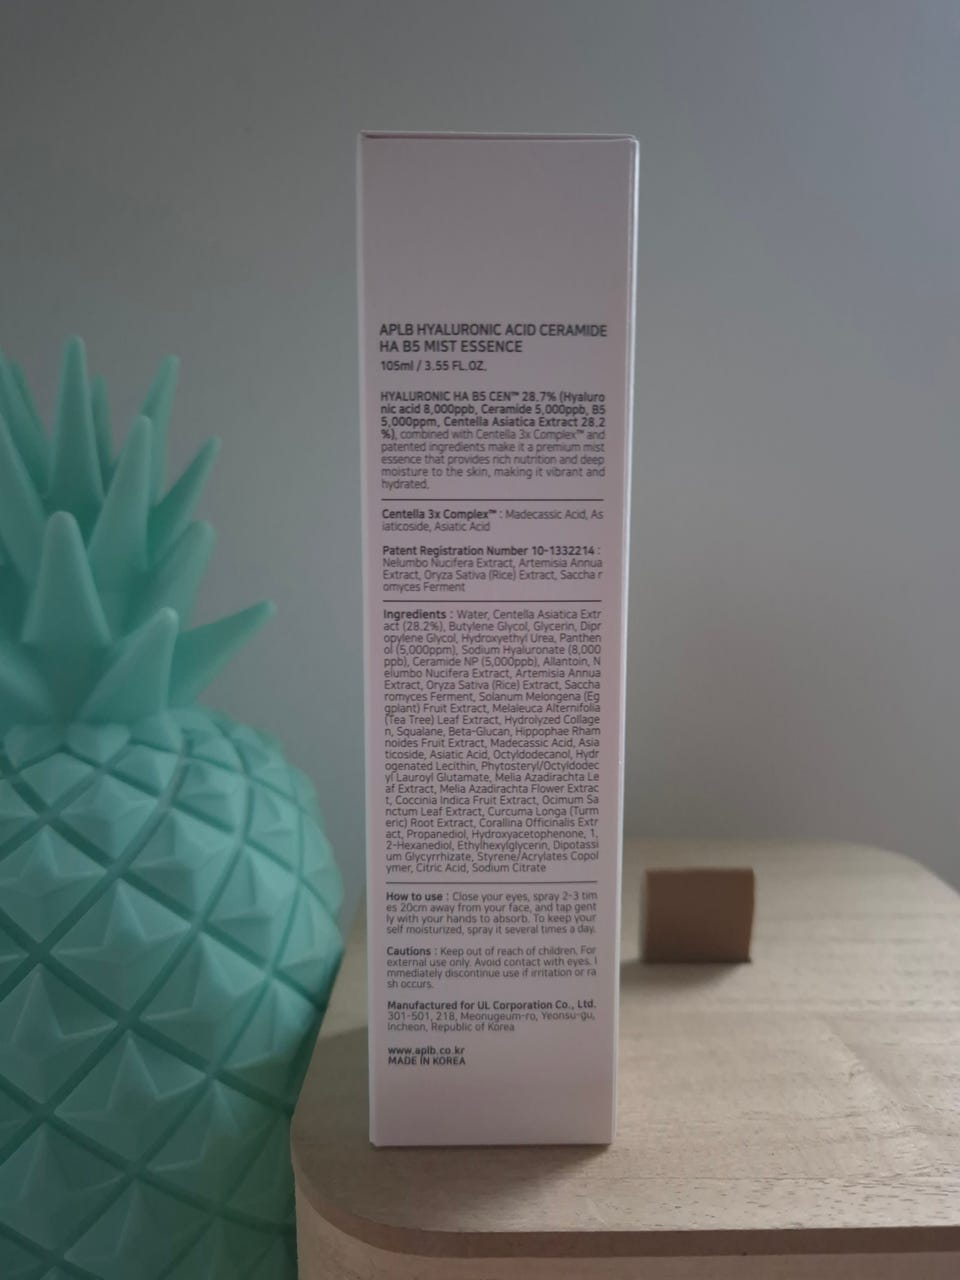 APLB HYALURONIC ACID CERAMIDE
HA B5 MIST ESSENCE
105ml / 3.55 FL.OZ.
HYALURONIC HA B5 CEN™ 28.7% (Hyaluro
nic acid 8,000ppb, Ceramide 5,000ppb, B5
5,000ppm, Centella Asiatica Extract 28.2
%), combined with Centella 3x Complex™ and
patented ingredients make it a premium mist
essence that provides rich nutrition and deep
moisture to the skin, making it vibrant and
hydrated.
Centella 3x Complex™ : Madecassic Acid, As
iaticoside, Asiatic Acid
Patent Registration Number 10-1332214 :
Nelumbo Nucifera Extract, Artemisia Annua
Extract, Oryza Sativa (Rice) Extract, Saccha r
omyces Ferment
Ingredients : Water, Centella Asiatica Extr
act (28.2%), Butylene Glycol, Glycerin, Dipr
opylene Glycol, Hydroxyethyl Urea, Panthen
ol (5,000ppm), Sodium Hyaluronate (8,000
ppb), Ceramide NP (5,000ppb), Allantoin, N
elumbo Nucifera Extract, Artemisia Annua
Extract, Oryza Sativa (Rice) Extract, Saccha
romyces Ferment, Solanum Melongena (Eg
gplant) Fruit Extract, Melaleuca Alternifolia
(Tea Tree) Leaf Extract, Hydrolyzed Collage
n, Squalane, Beta-Glucan, Hippophae Rham
noides Fruit Extract, Madecassic Acid, Asia
ticoside, Asiatic Acid, Octyldodecanol, Hydr
ogenated Lecithin, Phytosteryl/Octyldodec
yl Lauroyl Glutamate, Melia Azadirachta Le
af Extract, Melia Azadirachta Flower Extrac
t, Coccinia Indica Fruit Extract, Ocimum Sa
nctum Leaf Extract, Curcuma Longa (Turm
eric) Root Extract, Corallina Officinalis Extr
act, Propanediol, Hydroxyacetophenone, 1,
2-Hexanediol, Ethylhexylglycerin, Dipotassi
um Glycyrrhizate, Styrene/Acrylates Copol
ymer, Citric Acid, Sodium Citrate
How to use : Close your eyes, spray 2-3 tim
es 20cm away from your face, and tap gent
ly with your hands to absorb. To keep your
self moisturized, spray it several times a day.
Cautions : Keep out of reach of children. For
external use only. Avoid contact with eyes. I
mmediately discontinue use if irritation or ra
sh occurs.
Manufactured for UL Corporation Co., Ltd.
301-501, 218, Meonugeum-ro, Yeonsu-gu,
Incheon, Republic of Korea
www.aplb.co.kr
MADE IN KOREA